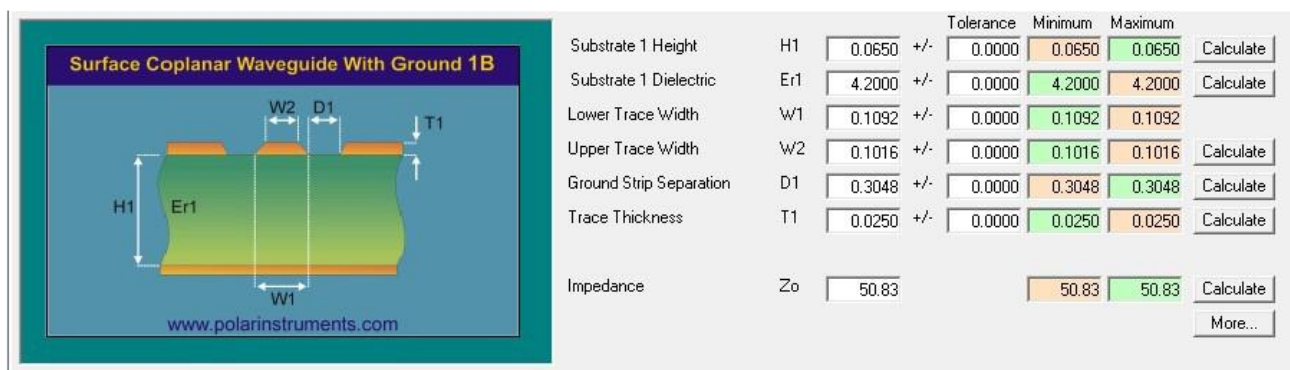 Surface Coplanar Waveguide With Ground 1B
W2 D1
T1
H1 Er1
W1
www.polarinstruments.com
Tolerance Minimum Maximum
Substrate 1 Height H1 0.0650 +/- 0.0000 0.0650 0.0650 Calculate
Substrate 1 Dielectric Er1 4.2000 +/- 0.0000 4.2000 4.2000 Calculate
Lower Trace Width W1 0.1092 +/- 0.0000 0.1092 0.1092
Upper Trace Width W2 0.1016 +/- 0.0000 0.1016 0.1016 Calculate
Ground Strip Separation D1 0.3048 +/- 0.0000 0.3048 0.3048 Calculate
Trace Thickness T1 0.0250 +/- 0.0000 0.0250 0.0250 Calculate
Impedance Zo 50.83 50.83 50.83 Calculate
More...